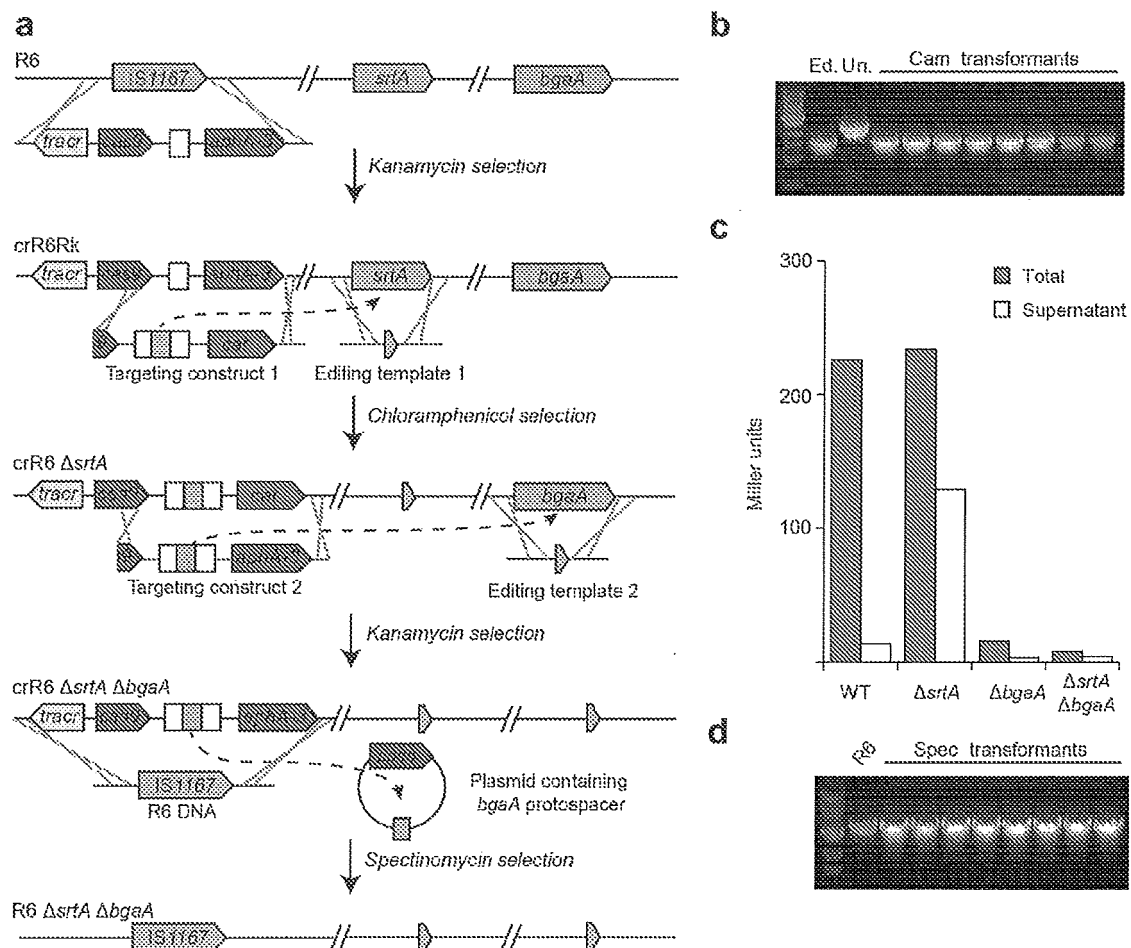 a
R6
IS1167
srtA
bgaA
tracr
Kanamycin selection
crR6Rk
tracr
srtA
bgaA
Targeting construct 1
Editing template 1
Chloramphenicol selection
crR6 ΔsrtA
tracr
bgaA
Targeting construct 2
Editing template 2
Kanamycin selection
crR6 ΔsrtA ΔbgaA
tracr
IS1167
R6 DNA
Plasmid containing
bgaA protospacer
Spectinomycin selection
R6 ΔsrtA ΔbgaA
IS1167
b
Ed. Un. Cam transformants
c
300
200
100
Miller units
Total
Supernatant
WT ΔsrtA ΔbgaA ΔsrtA
ΔbgaA
d
R6 Spec transformants